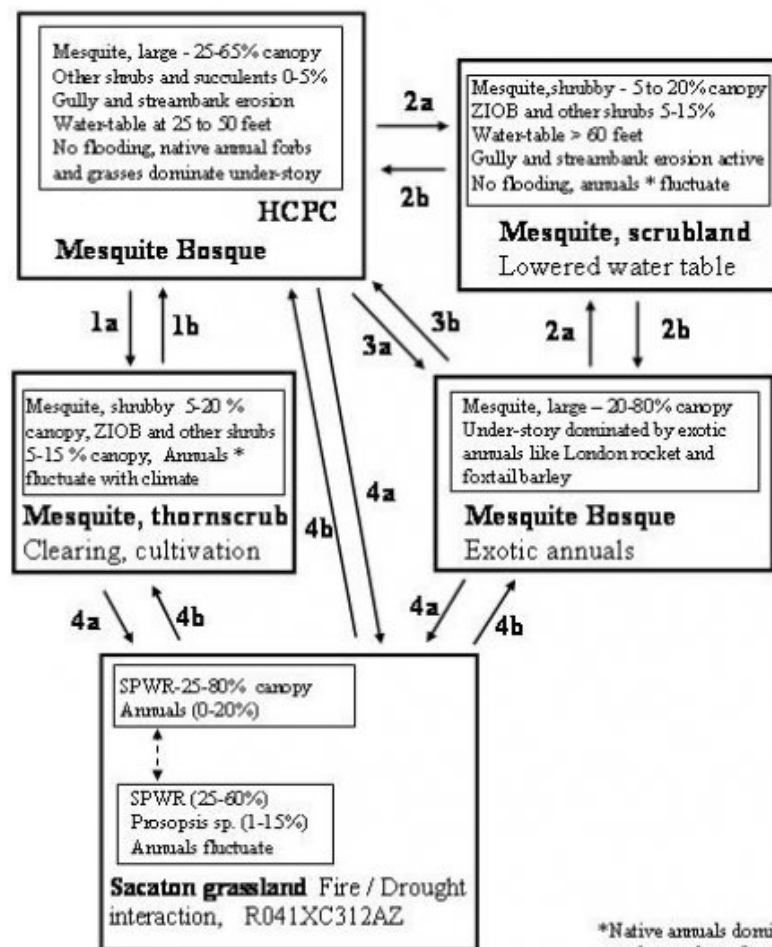 Mesquite, large - 25-65% canopy
Other shrubs and succulents 0-5%
Gully and streambank erosion
Water-table at 25 to 50 feet
No flooding, native annual forbs
and grasses dominate under-story
HCPC
Mesquite Bosque
2a
2b
Mesquite,shrubby - 5 to 20% canopy
ZIOB and other shrubs 5-15%
Water-table > 60 feet
Gully and streambank erosion active
No flooding, annuals * fluctuate
Mesquite, scrubland
Lowered water table
1a
1b
3a
3b
2a
2b
Mesquite, shrubby 5-20 %
canopy, ZIOB and other shrubs
5-15 % canopy, Annuals *
fluctuate with climate
Mesquite, thornscrub
Clearing, cultivation
4b
4a
Mesquite, large – 20-80% canopy
Under-story dominated by exotic
annuals like London rocket and
foxtail barley
Mesquite Bosque
Exotic annuals
4a
4b
4a
4b
SPWR-25-80% canopy
Annuals (0-20%)
SPWR (25-60%)
Prosopsis sp. (1-15%)
Annuals fluctuate
Sacaton grassland Fire / Drought
interaction, R041XC312AZ
*Native annuals domi